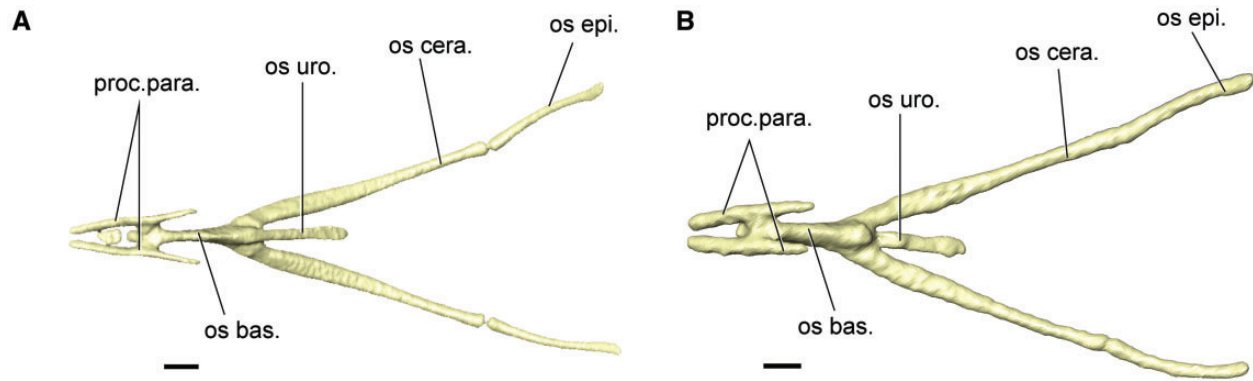 A
proc.para.
os uro.
os cera.
os epi.
os bas.
B
proc.para.
os uro.
os cera.
os epi.
os bas.